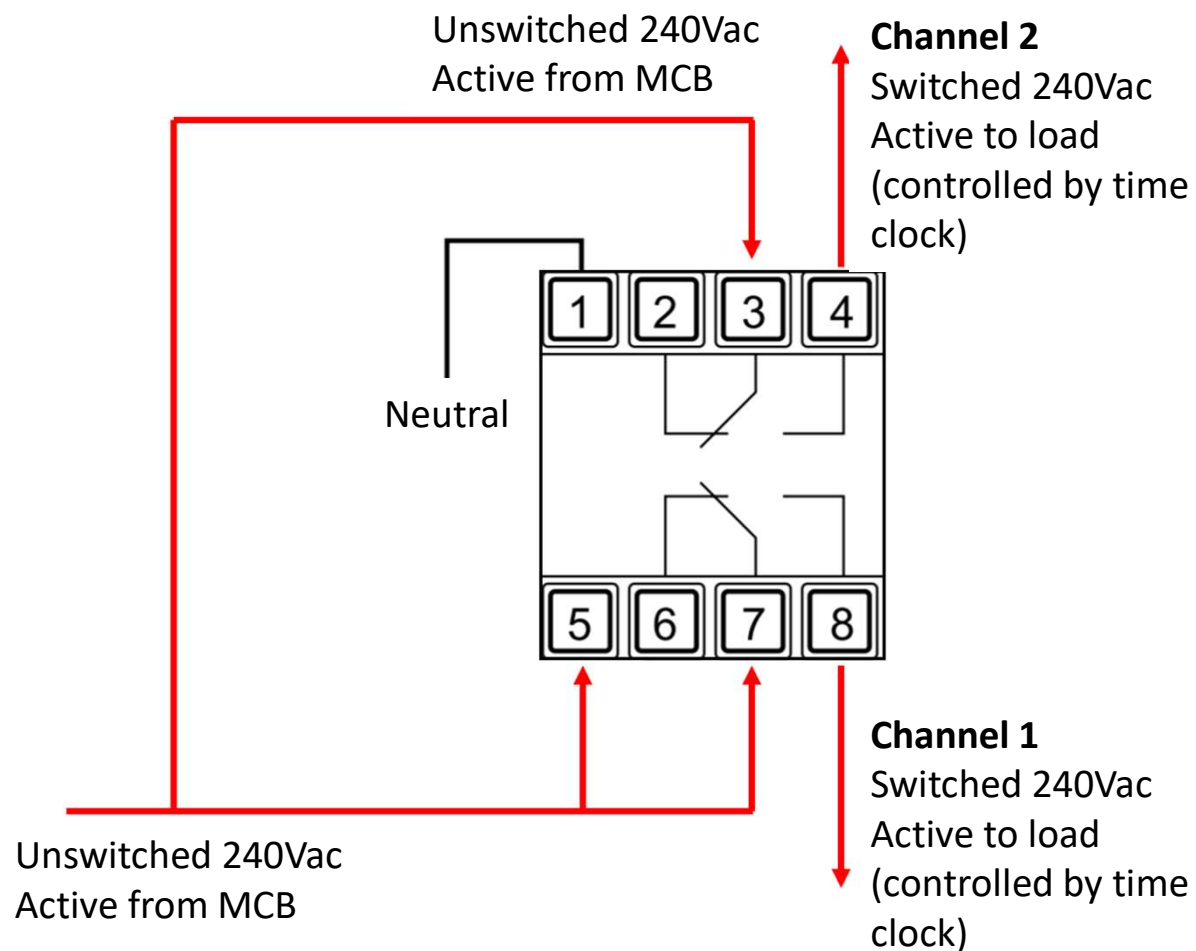 Unswitched 240Vac
Active from MCB
Channel 2
Switched 240Vac
Active to load
(controlled by time
clock)
1 2 3 4
Neutral
5 6 7 8
Channel 1
Switched 240Vac
Active to load
(controlled by time
clock)
Unswitched 240Vac
Active from MCB